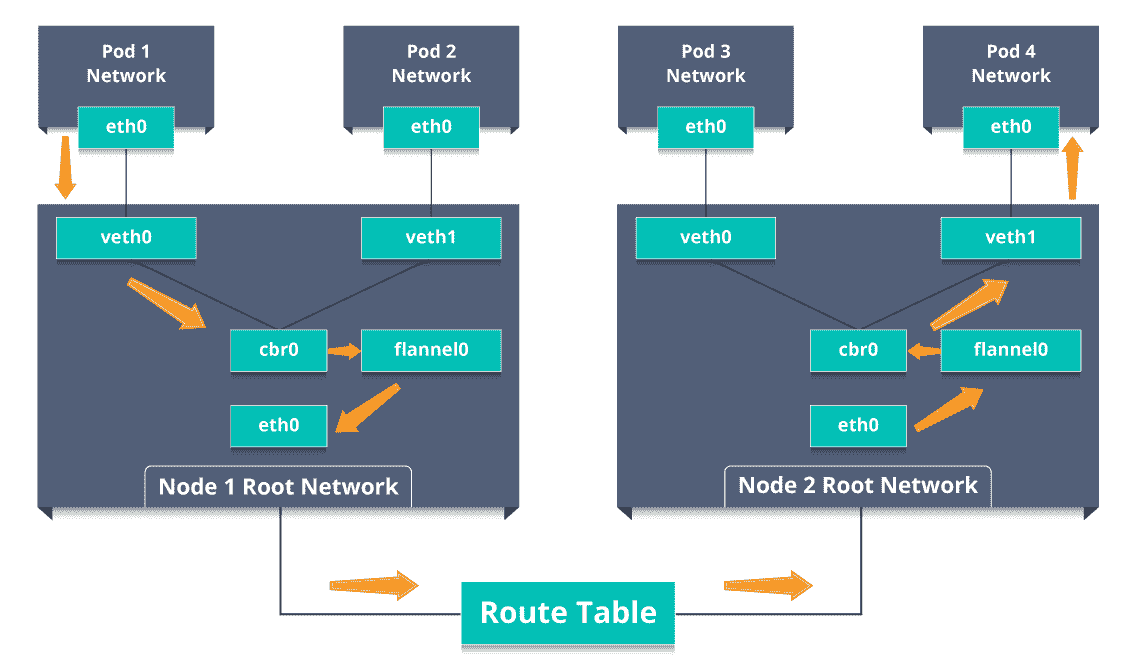 Pod 1
Network
Pod 2
Network
Pod 3
Network
Pod 4
Network
eth0
eth0
eth0
eth0
veth0
veth1
veth0
veth1
cbr0
flannel0
cbr0
flannel0
eth0
eth0
Node 1 Root Network
Node 2 Root Network
Route Table